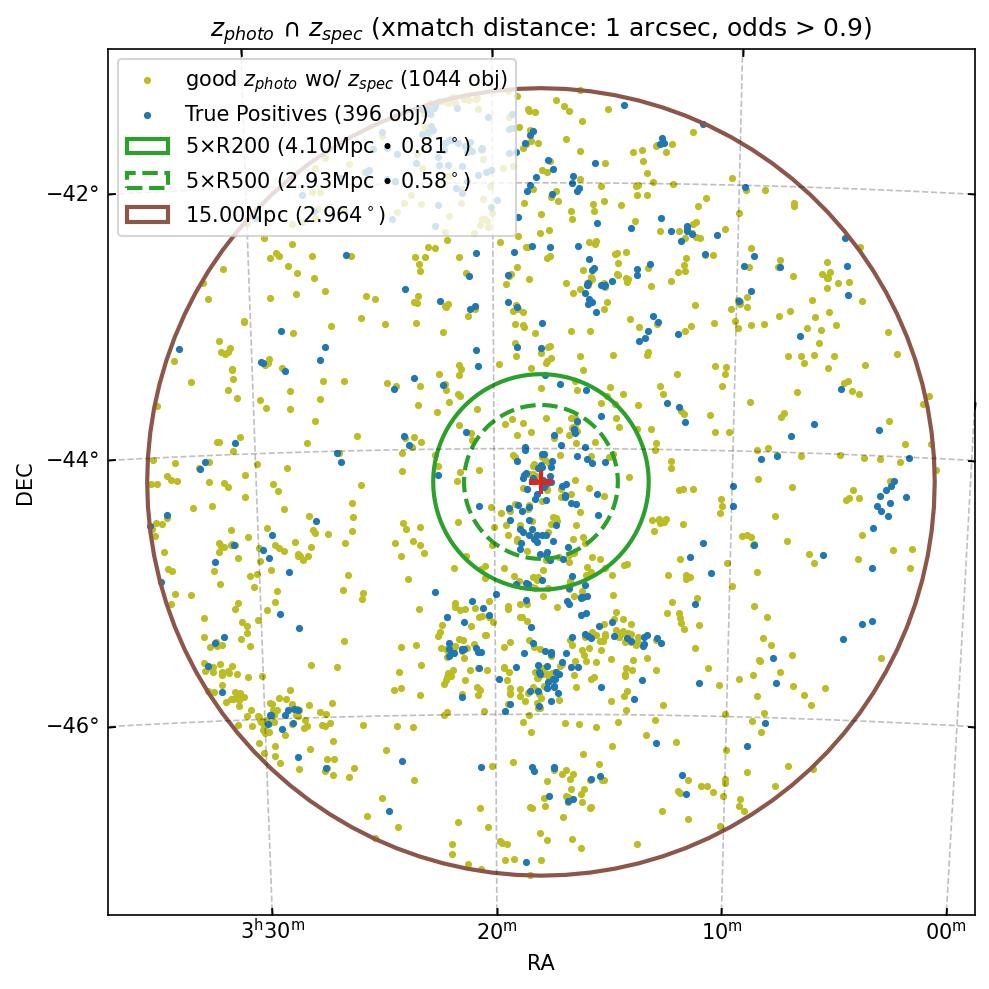 z_photo ∩ z_spec (xmatch distance: 1 arcsec, odds > 0.9)
good z_photo wo/ z_spec (1044 obj)
True Positives (396 obj)
5×R200 (4.10Mpc • 0.81°)
5×R500 (2.93Mpc • 0.58°)
15.00Mpc (2.964°)
−42°
−44°
−46°
DEC
3ʰ30ᵐ 20ᵐ 10ᵐ 00ᵐ
RA